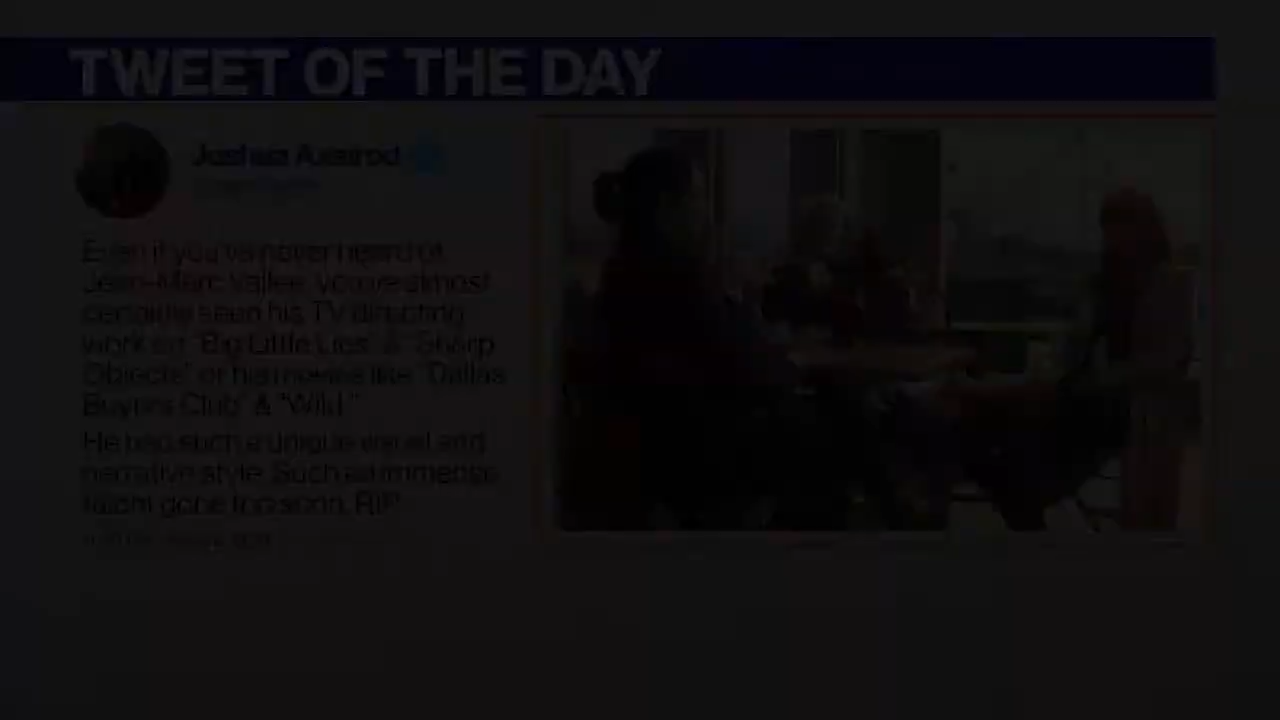 TWEET OF THE DAY
Joshua Axelrod
Even if you've never heard of
Jean-Marc Vallée, you've almost
certainly seen his TV directing
work on "Big Little Lies" & "Sharp
Objects" or his movies like "Dallas
Buyers Club" & "Wild."
He had such a unique visual and
narrative style. Such an immense
talent gone too soon. RIP